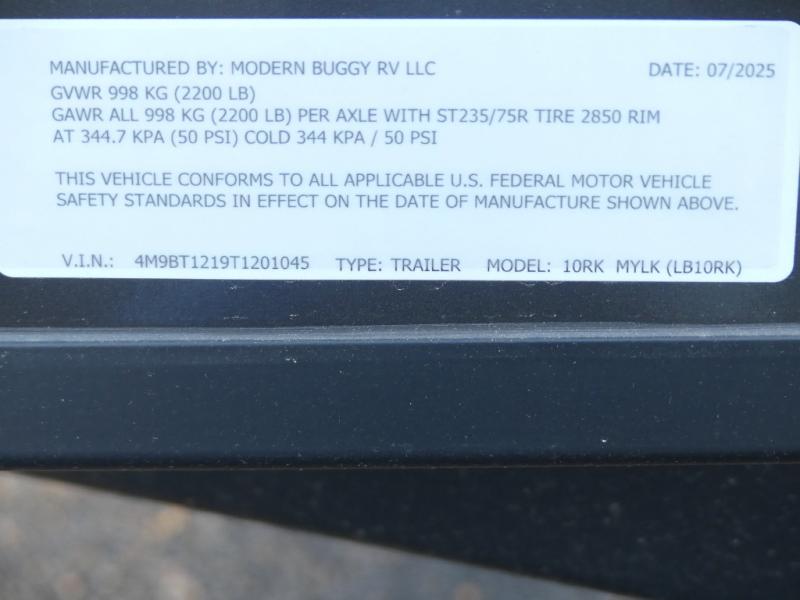 MANUFACTURED BY: MODERN BUGGY RV LLC DATE: 07/2025
GVWR 998 KG (2200 LB)
GAWR ALL 998 KG (2200 LB) PER AXLE WITH ST235/75R TIRE 2850 RIM
AT 344.7 KPA (50 PSI) COLD 344 KPA / 50 PSI
THIS VEHICLE CONFORMS TO ALL APPLICABLE U.S. FEDERAL MOTOR VEHICLE
SAFETY STANDARDS IN EFFECT ON THE DATE OF MANUFACTURE SHOWN ABOVE.
V.I.N.: 4M9BT1219T1201045 TYPE: TRAILER MODEL: 10RK MYLK (LB10RK)